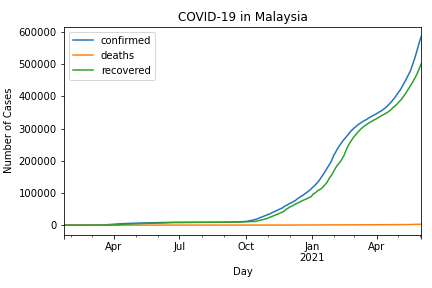 COVID-19 in Malaysia
confirmed
deaths
recovered
Number of Cases
600000
500000
400000
300000
200000
100000
0
Apr
Jul
Oct
Jan
2021
Apr
Day